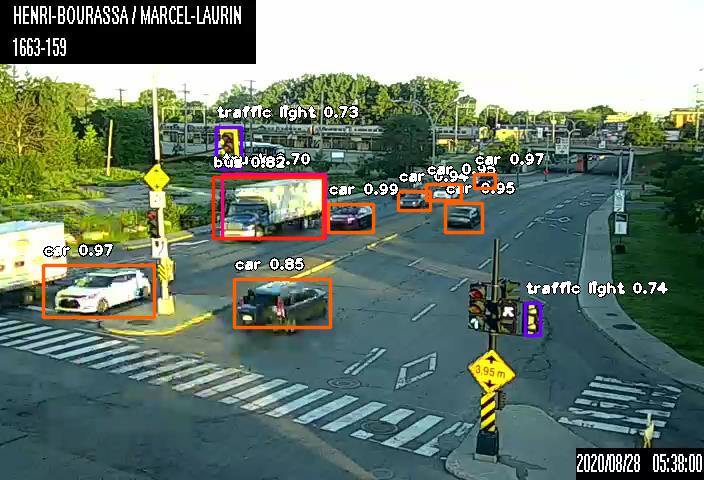 HENRI-BOURASSA / MARCEL-LAURIN
1663-159
traffic light 0.73
car 0.97
car 0.99
car 0.95
car 0.97
car 0.85
traffic light 0.74
3,95 m
2020/08/28 05:38:00